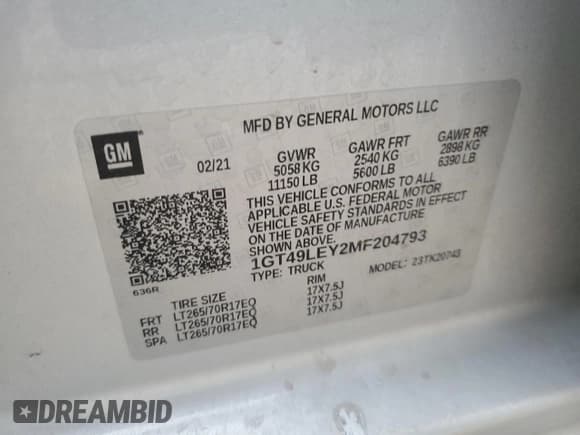 MFD BY GENERAL MOTORS LLC
GM
02/21
GVWR GAWR FRT GAWR RR
5058 KG 2540 KG 2898 KG
11150 LB 5600 LB 6390 LB
THIS VEHICLE CONFORMS TO ALL
APPLICABLE U.S. FEDERAL MOTOR
VEHICLE SAFETY STANDARDS IN EFFECT
ON THE DATE OF MANUFACTURE
SHOWN ABOVE.
1GT49LEY2MF204793
TYPE: TRUCK MODEL: 23TK20743
636R
TIRE SIZE RIM
FRT LT265/70R17EQ 17X7.5J
RR LT265/70R17EQ 17X7.5J
SPA LT265/70R17EQ 17X7.5J
DREAMBID